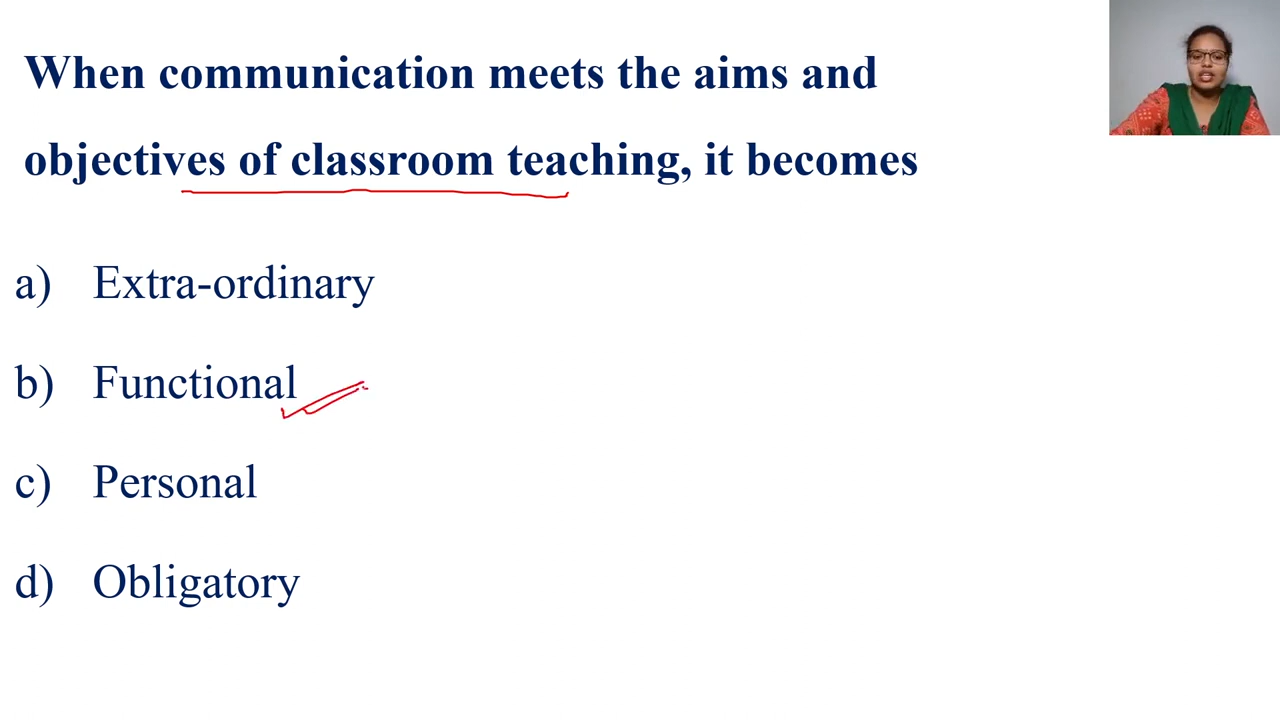 When communication meets the aims and
objectives of classroom teaching, it becomes
a) Extra-ordinary
b) Functional
c) Personal
d) Obligatory